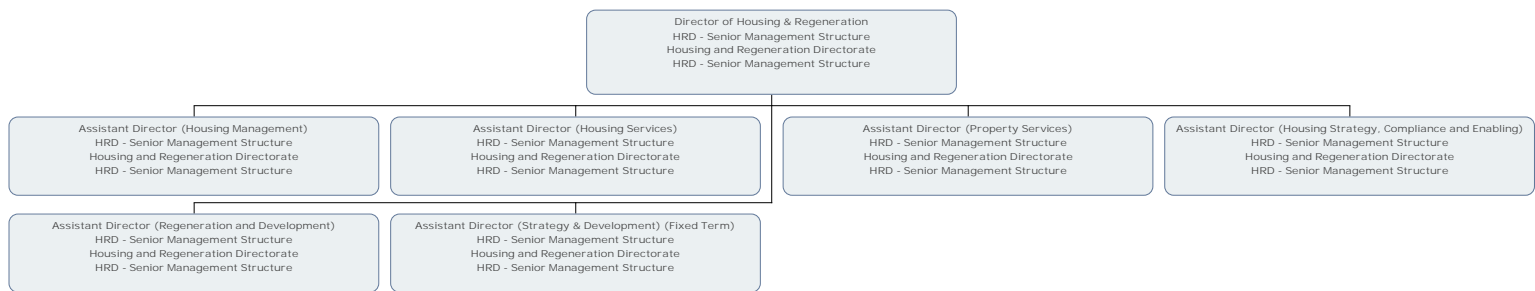 Director of Housing & Regeneration
HRD - Senior Management Structure
Housing and Regeneration Directorate
HRD - Senior Management Structure
Assistant Director (Housing Management)
HRD - Senior Management Structure
Housing and Regeneration Directorate
HRD - Senior Management Structure
Assistant Director (Housing Services)
HRD - Senior Management Structure
Housing and Regeneration Directorate
HRD - Senior Management Structure
Assistant Director (Property Services)
HRD - Senior Management Structure
Housing and Regeneration Directorate
HRD - Senior Management Structure
Assistant Director (Housing Strategy, Compliance and Enabling)
HRD - Senior Management Structure
Housing and Regeneration Directorate
HRD - Senior Management Structure
Assistant Director (Regeneration and Development)
HRD - Senior Management Structure
Housing and Regeneration Directorate
HRD - Senior Management Structure
Assistant Director (Strategy & Development) (Fixed Term)
HRD - Senior Management Structure
Housing and Regeneration Directorate
HRD - Senior Management Structure